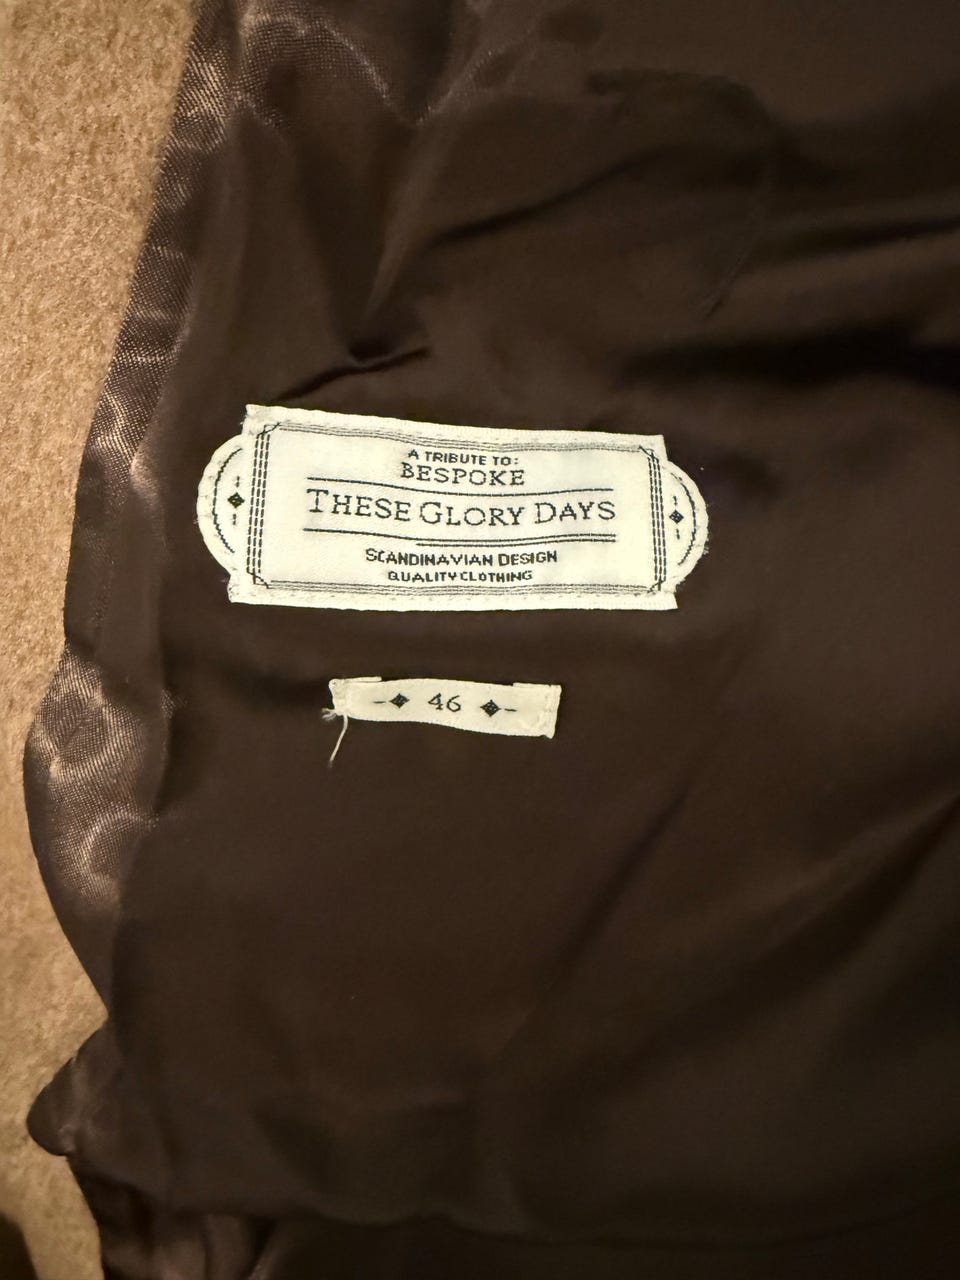 A TRIBUTE TO:
BESPOKE
THESE GLORY DAYS
SCANDINAVIAN DESIGN
QUALITY CLOTHING
46